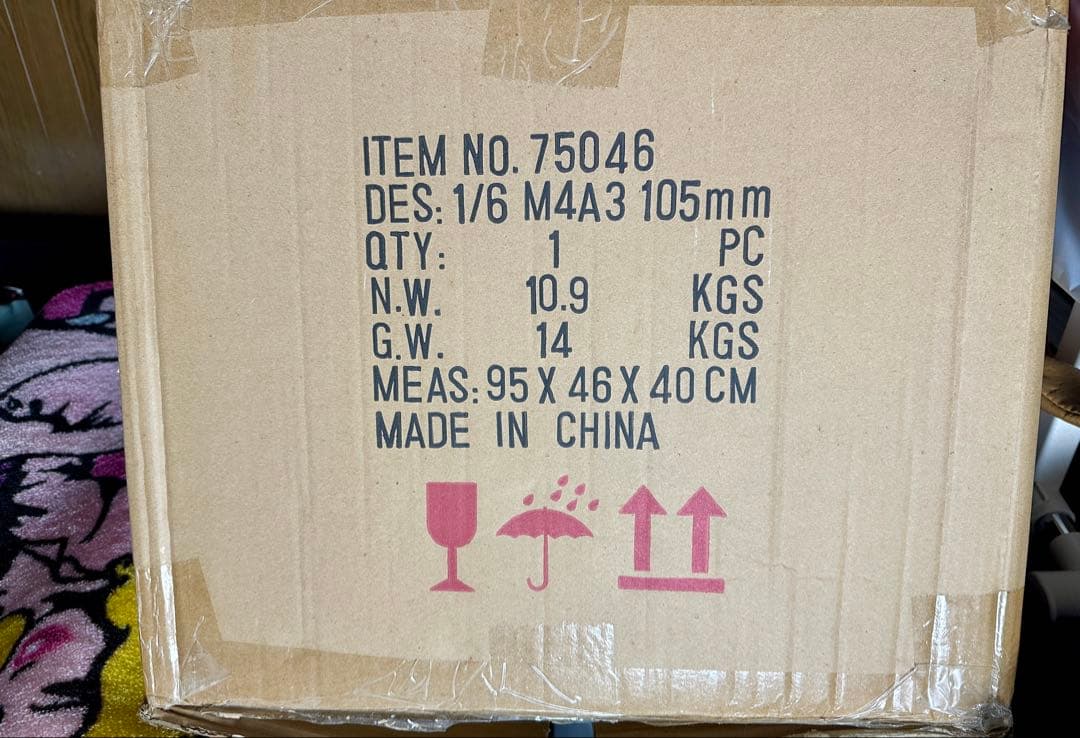 ITEM NO. 75046
DES: 1/6 M4A3 105mm
QTY: 1 PC
N.W. 10.9 KGS
G.W. 14 KGS
MEAS: 95 X 46 X 40 CM
MADE IN CHINA